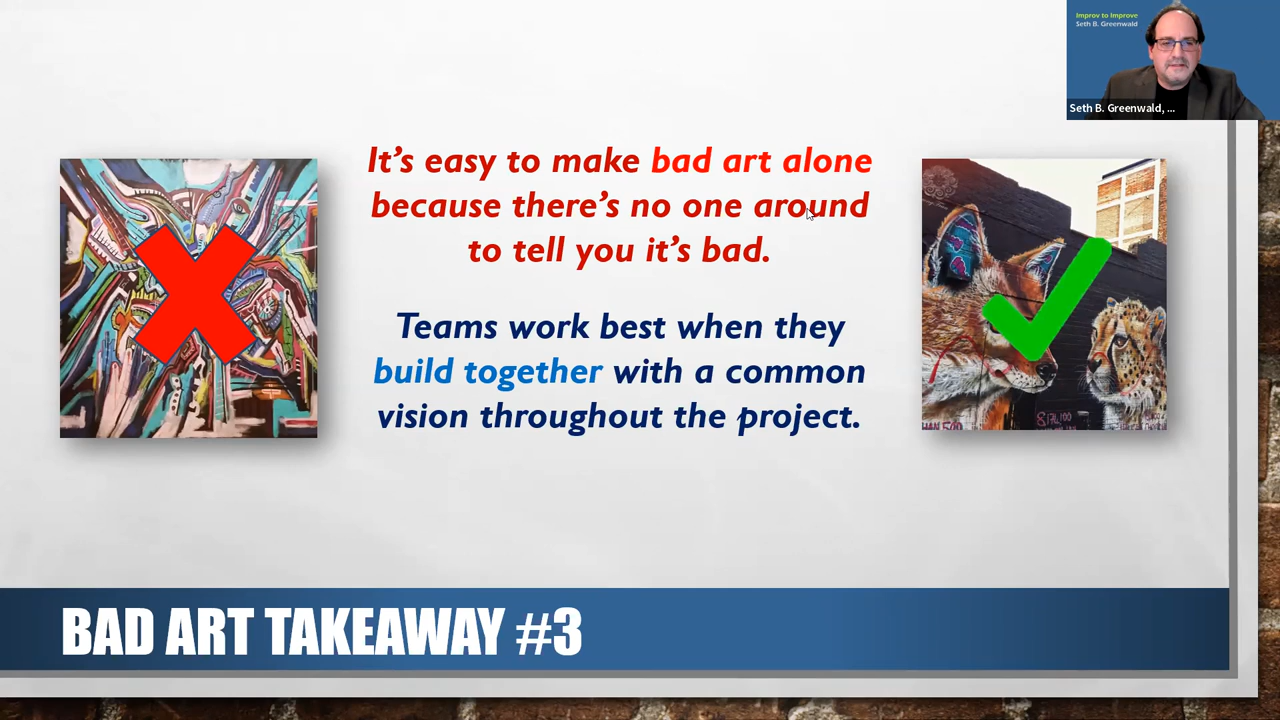 Improv to Improve
Seth B. Greenwald
Seth B. Greenwald, ...
It's easy to make bad art alone
because there's no one around
to tell you it's bad.
Teams work best when they
build together with a common
vision throughout the project.
BAD ART TAKEAWAY #3